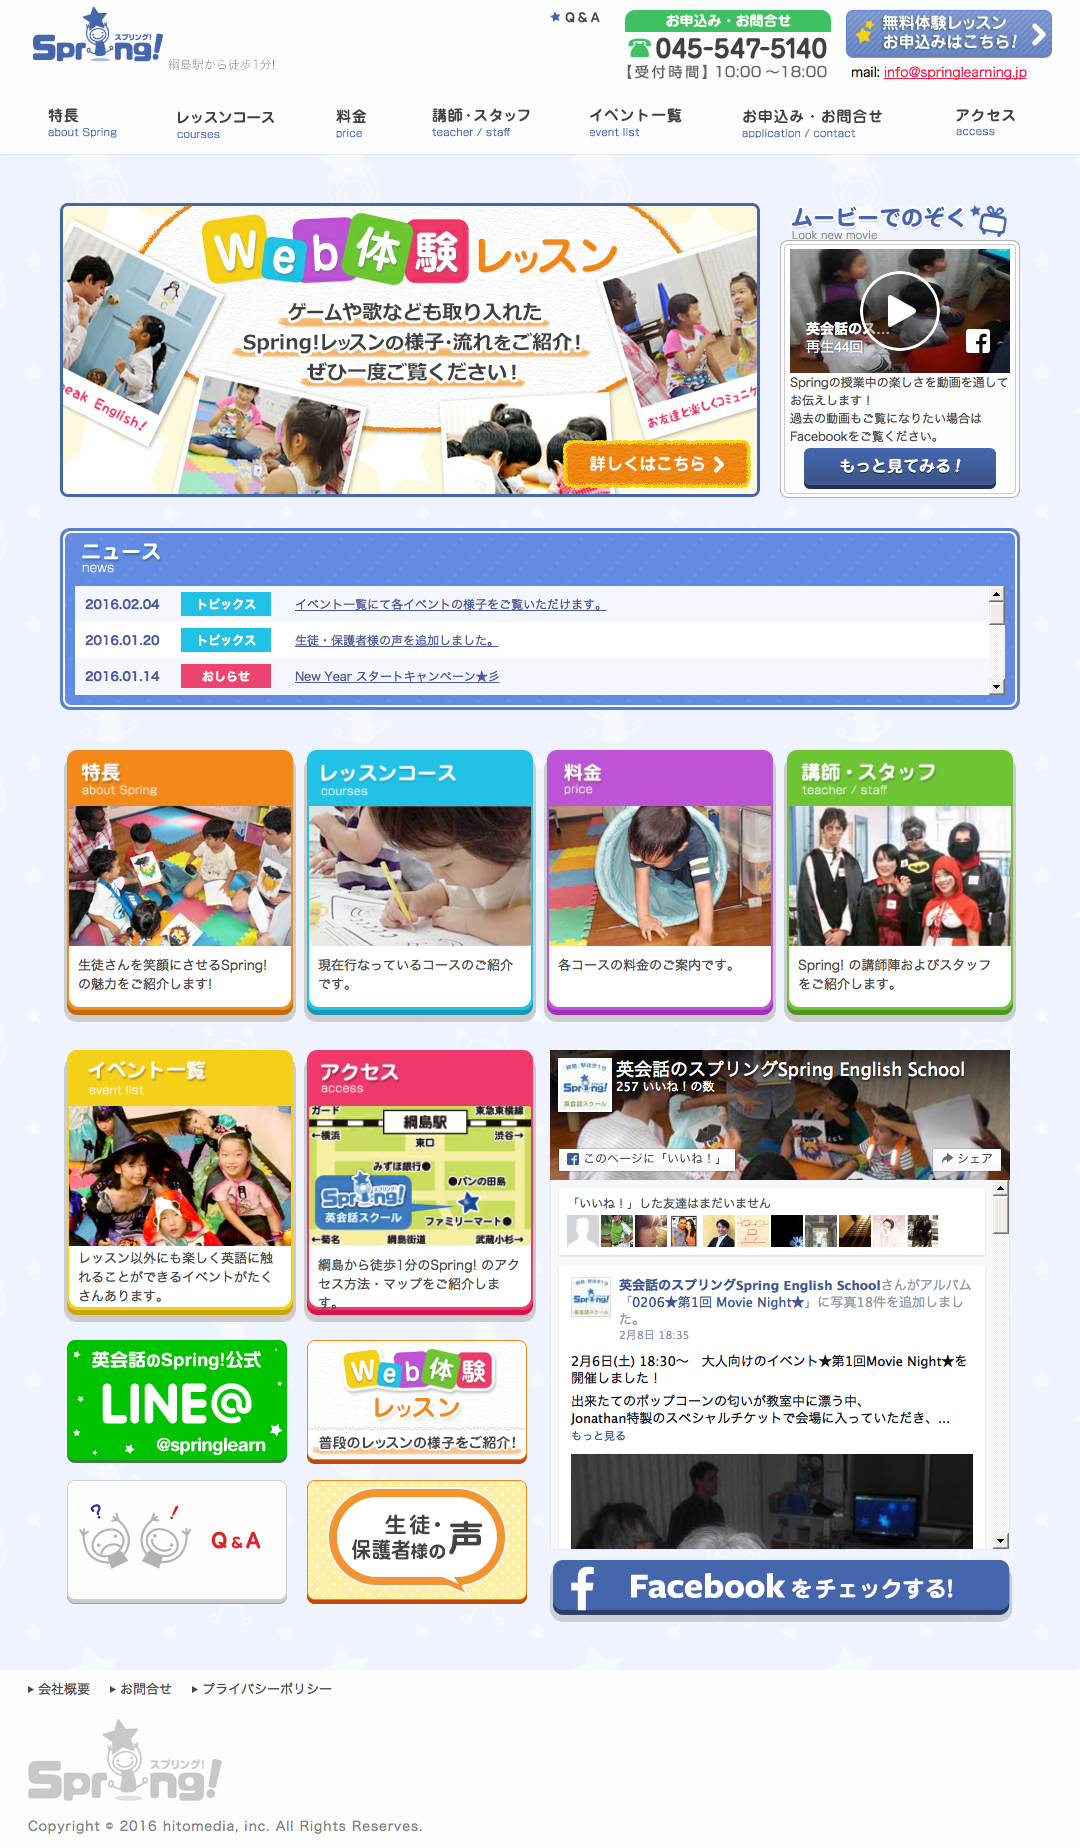 Spring!
スプリング!
綱島駅から徒歩1分!
★ Q & A
お申込み・お問合せ
045-547-5140
【受付時間】10:00～18:00
無料体験レッスン
お申込みはこちら!
mail: info@springlearning.jp
特長
about Spring
レッスンコース
courses
料金
price
講師・スタッフ
teacher / staff
イベント一覧
event list
お申込み・お問合せ
application / contact
アクセス
access
Web体験レッスン
ゲームや歌なども取り入れた
Spring!レッスンの様子・流れをご紹介!
ぜひ一度ご覧ください!
eak English!
お友達と楽しくコミュニケ
詳しくはこちら
ムービーでのぞく
Look new movie
英会話のス...
再生44回
Springの授業中の楽しさを動画を通して
お伝えします！
過去の動画もご覧になりたい場合は
Facebookをご覧ください。
もっと見てみる!
ニュース
news
2016.02.04 トピックス イベント一覧にて各イベントの様子をご覧いただけます。
2016.01.20 トピックス 生徒・保護者様の声を追加しました。
2016.01.14 おしらせ New Year スタートキャンペーン★彡
特長
about Spring
生徒さんを笑顔にさせるSpring!
の魅力をご紹介します!
レッスンコース
courses
現在行なっているコースのご紹介
です。
料金
price
各コースの料金のご案内です。
講師・スタッフ
teacher / staff
Spring! の講師陣およびスタッフ
をご紹介します。
イベント一覧
event list
レッスン以外にも楽しく英語に触
れることができるイベントがたく
さんあります。
アクセス
access
ガード
東急東横線
綱島駅
←横浜
渋谷→
東口
みずほ銀行●
●パンの田島
Spring!
スプリング!
英会話スクール
ファミリーマート●
←菊名
綱島街道
武蔵小杉→
綱島から徒歩1分のSpring! のアク
セス方法・マップをご紹介しま
す。
綱島駅徒歩1分
Spring!
英会話スクール
英会話のスプリングSpring English School
257 いいね！の数
このページに「いいね！」
シェア
「いいね！」した友達はまだいません
Spring!
英会話スクール
英会話のスプリングSpring English Schoolさんがアルバム
「0206★第1回 Movie Night★」に写真18件を追加しまし
た。
2月8日 18:35
2月6日(土) 18:30～　大人向けのイベント★第1回Movie Night★を
開催しました！
出来たてのポップコーンの匂いが教室中に漂う中、
Jonathan特製のスペシャルチケットで会場に入っていただき、...
もっと見る
英会話のSpring!公式
LINE@
@springlearn
Web体験
レッスン
普段のレッスンの様子をご紹介!
? !
Q & A
生徒・
保護者様の声
Facebook をチェックする!
会社概要
お問合せ
プライバシーポリシー
Spring!
スプリング!
Copyright © 2016 hitomedia, inc. All Rights Reserves.